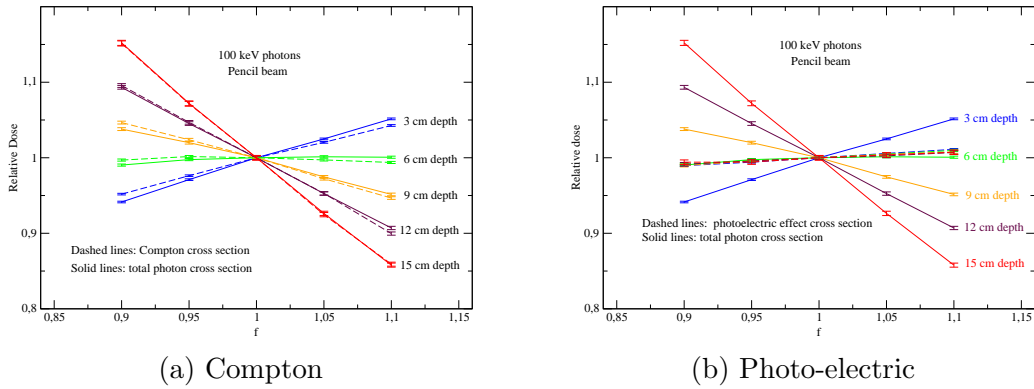 100 keV photons
Pencil beam
Relative Dose
1,1
1
0,9
0,8
3 cm depth
6 cm depth
9 cm depth
12 cm depth
15 cm depth
Dashed lines: Compton cross section
Solid lines: total photon cross section
0,85 0,9 0,95 1 1,05 1,1 1,15
f
(a) Compton
100 keV photons
Pencil beam
Relative dose
1,1
1
0,9
0,8
3 cm depth
6 cm depth
9 cm depth
12 cm depth
15 cm depth
Dashed lines: photoelectric effect cross section
Solid lines: total photon cross section
0,85 0,9 0,95 1 1,05 1,1 1,15
f
(b) Photo-electric